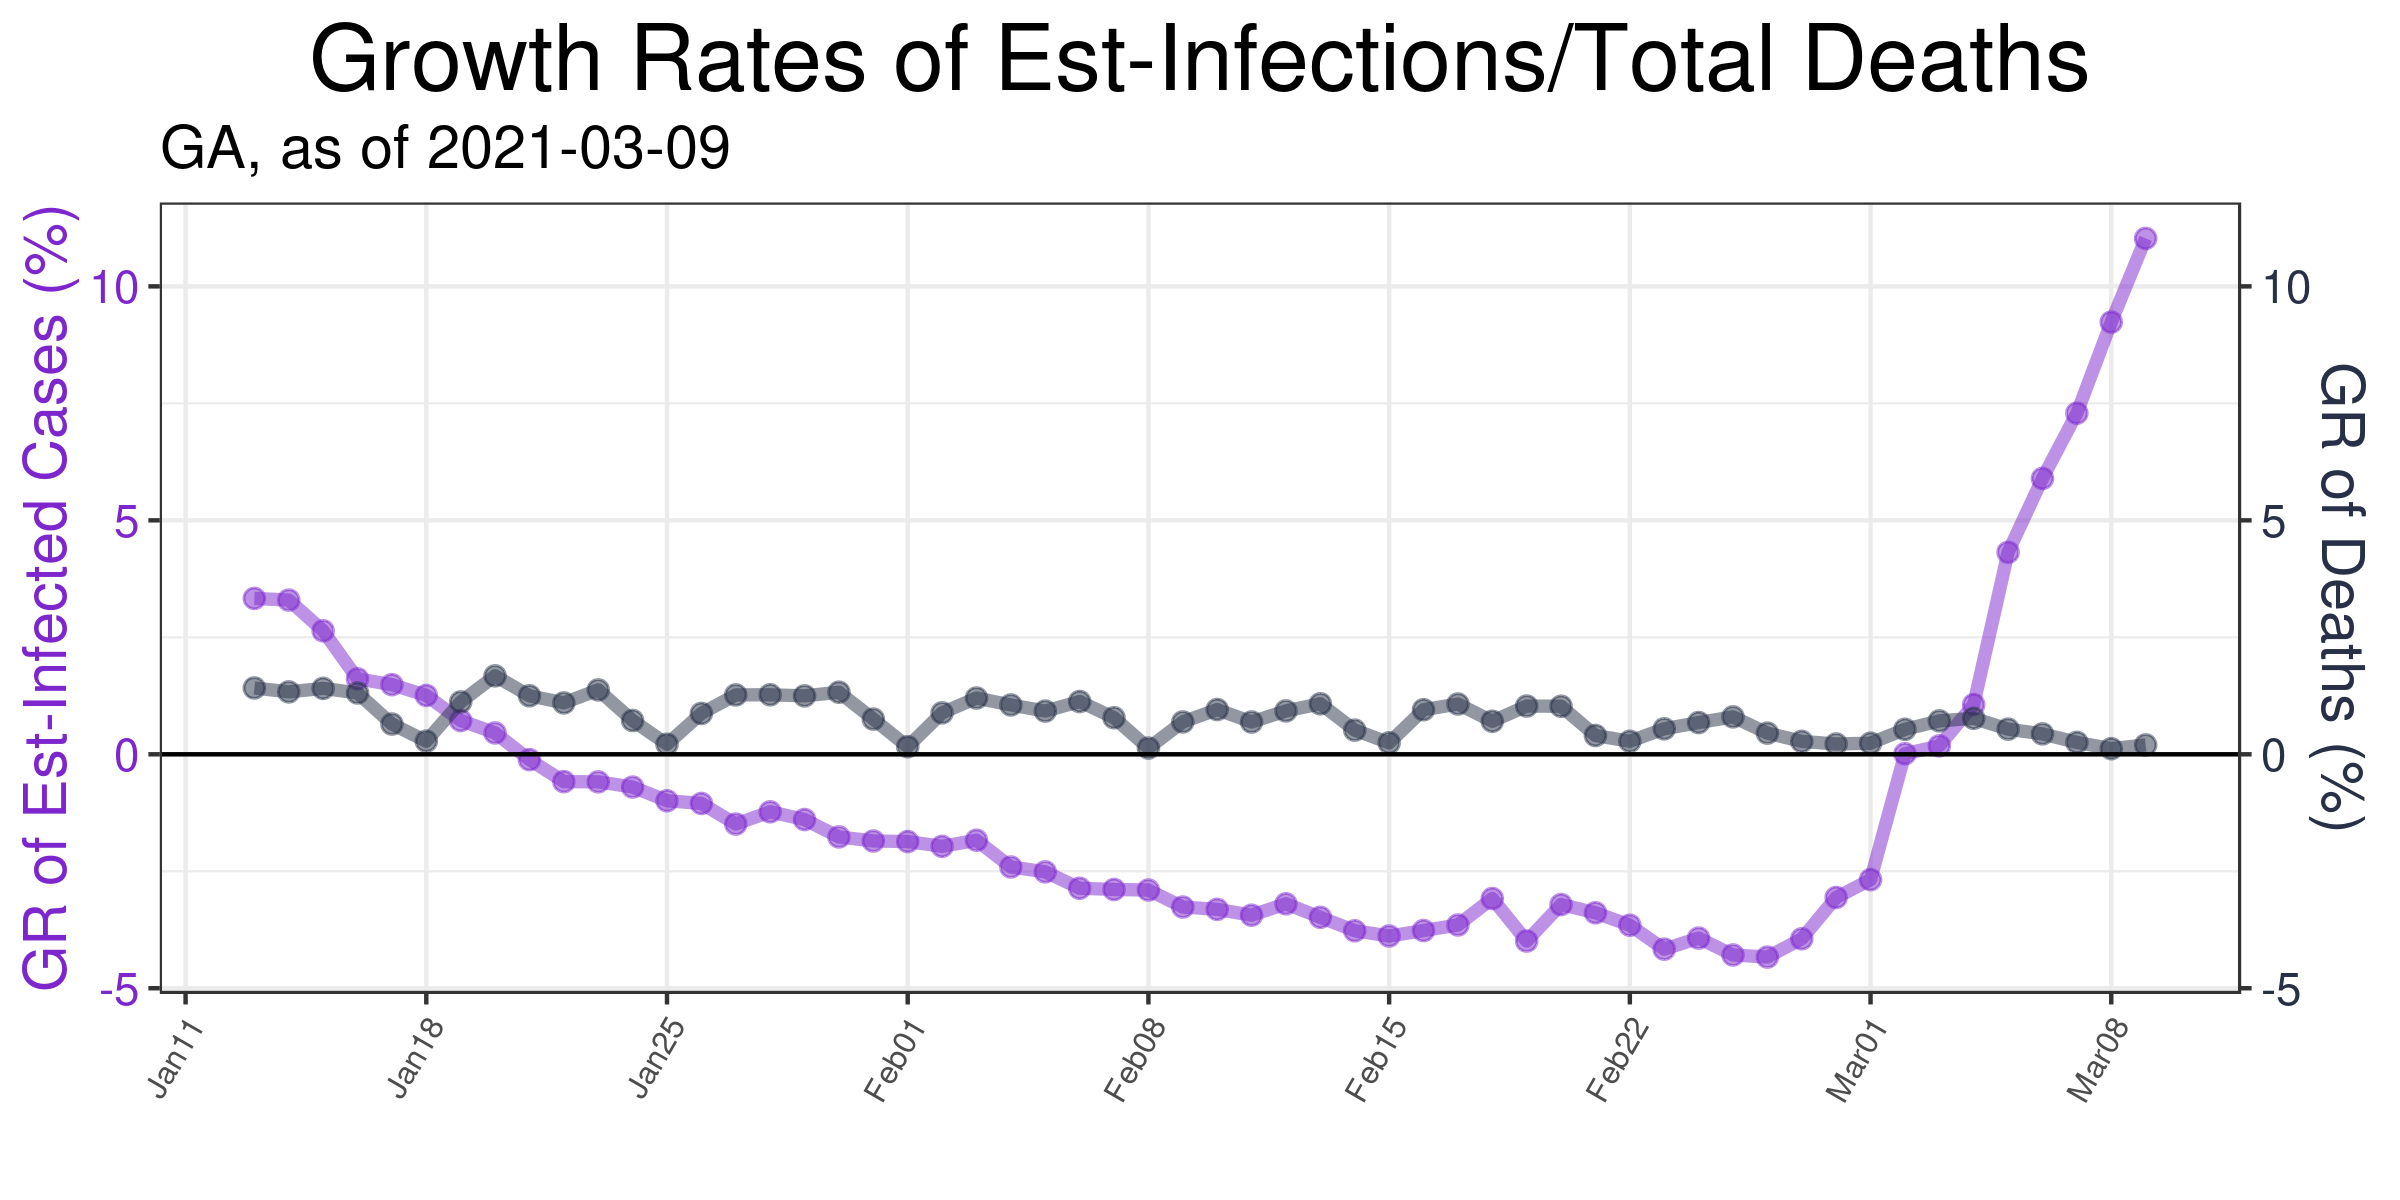 Growth Rates of Est-Infections/Total Deaths
GA, as of 2021-03-09
GR of Est-Infected Cases (%)
10
5
0
-5
10
5
0
-5
GR of Deaths (%)
Jan11
Jan18
Jan25
Feb01
Feb08
Feb15
Feb22
Mar01
Mar08